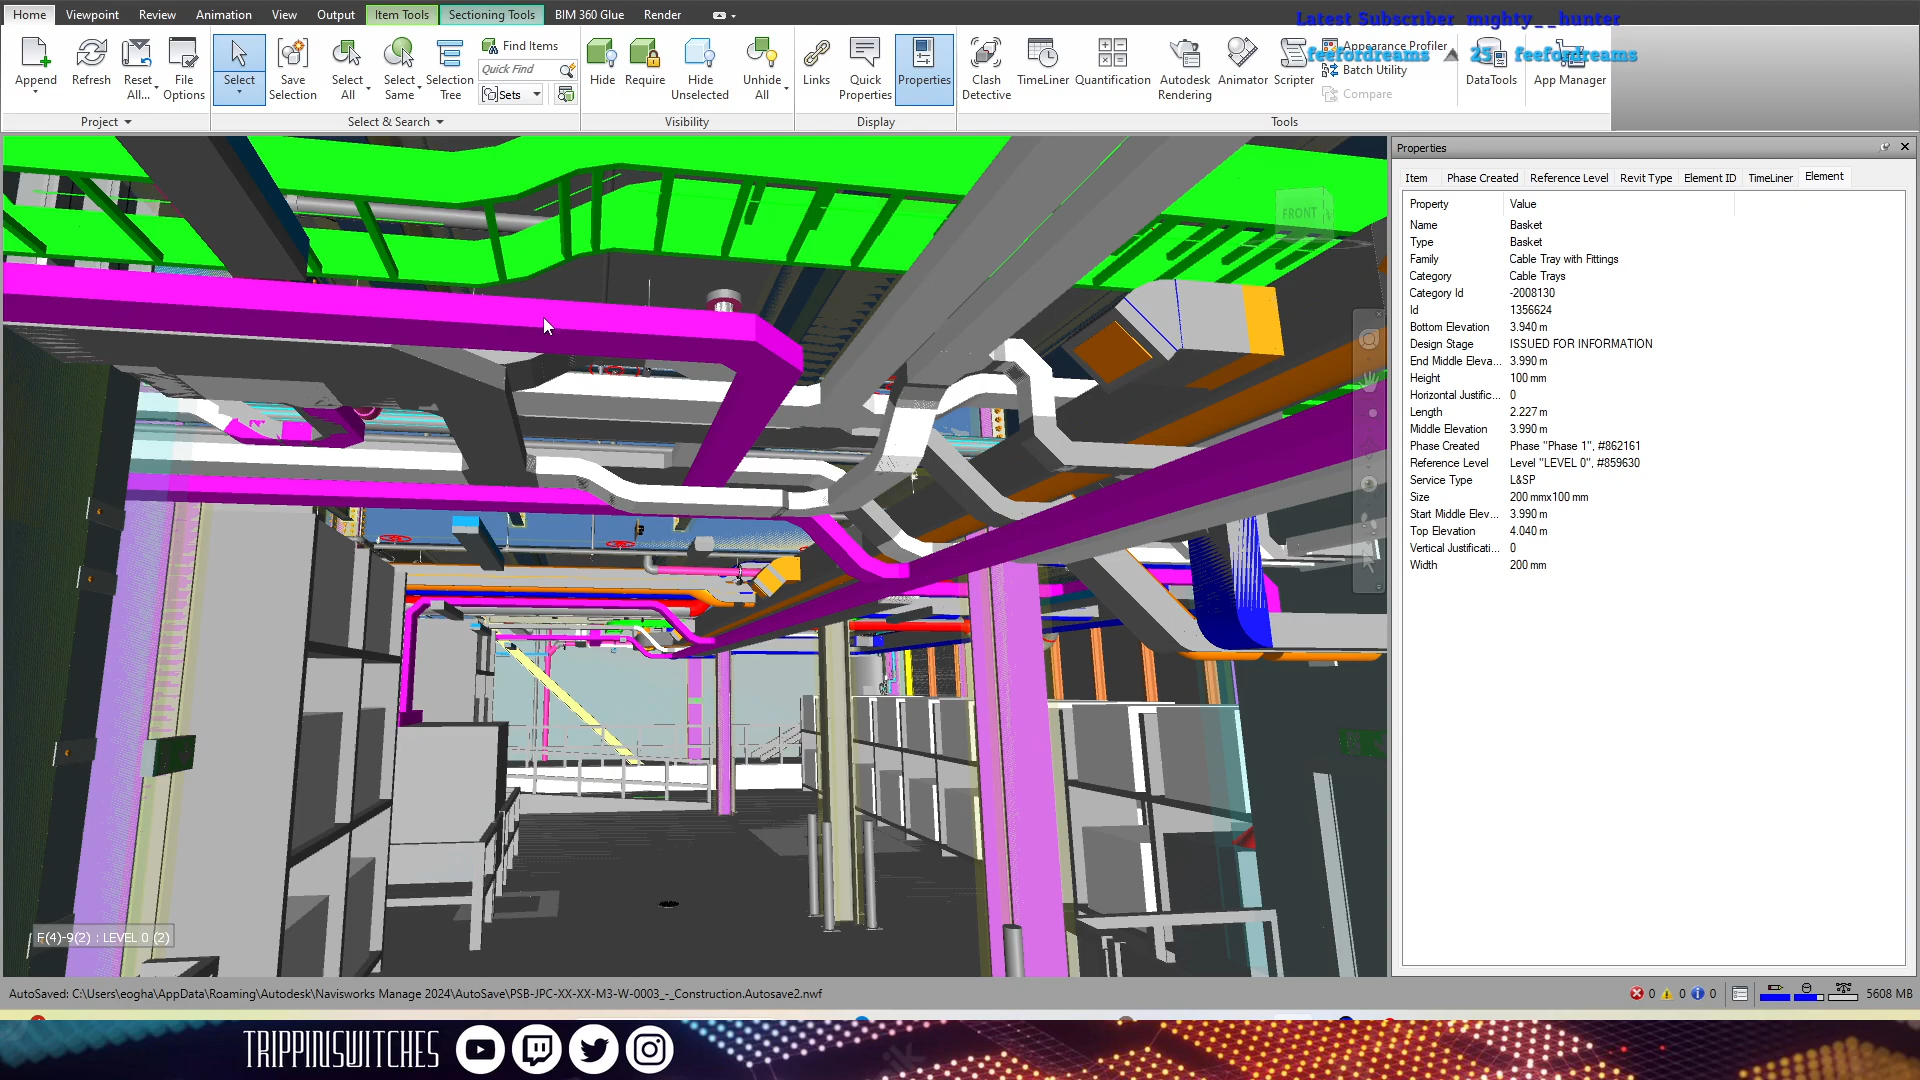 Home Viewpoint Review Animation View Output Item Tools Sectioning Tools BIM 360 Glue Render
Latest Subscriber mighty__hunter
feefordreams 25 feefordreams
Append Refresh Reset All... File Options
Select Save Selection Select All Select Same Selection Tree Find Items Quick Find Sets
Hide Require Hide Unselected Unhide All
Links Quick Properties Properties
Clash Detective TimeLiner Quantification Autodesk Rendering Animator Scripter Appearance Profiler Batch Utility Compare DataTools App Manager
Project Select & Search Visibility Display Tools
FRONT
Properties
Item Phase Created Reference Level Revit Type Element ID TimeLiner Element
Property Value
Name Basket
Type Basket
Family Cable Tray with Fittings
Category Cable Trays
Category Id -2008130
Id 1356624
Bottom Elevation 3.940 m
Design Stage ISSUED FOR INFORMATION
End Middle Eleva... 3.990 m
Height 100 mm
Horizontal Justific... 0
Length 2.227 m
Middle Elevation 3.990 m
Phase Created Phase "Phase 1", #862161
Reference Level Level "LEVEL 0", #859630
Service Type L&SP
Size 200 mmx100 mm
Start Middle Elev... 3.990 m
Top Elevation 4.040 m
Vertical Justificati... 0
Width 200 mm
F(4)-9(2) : LEVEL 0 (2)
AutoSaved: C:\Users\eogha\AppData\Roaming\Autodesk\Navisworks Manage 2024\AutoSave\PSB-JPC-XX-XX-M3-W-0003_-_Construction.Autosave2.nwf
0 0 0 5608 MB
TRIPPINSWITCHES